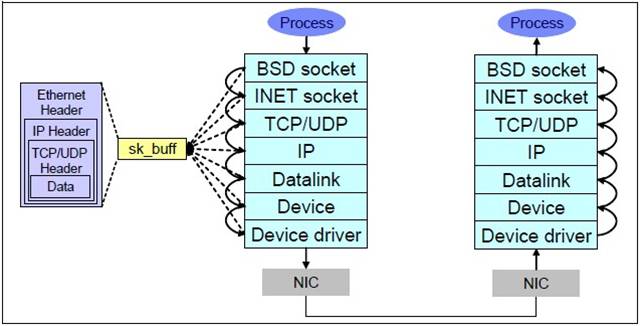 Process
Process
Ethernet
Header
IP Header
TCP/UDP
Header
Data
sk_buff
BSD socket
INET socket
TCP/UDP
IP
Datalink
Device
Device driver
NIC
BSD socket
INET socket
TCP/UDP
IP
Datalink
Device
Device driver
NIC